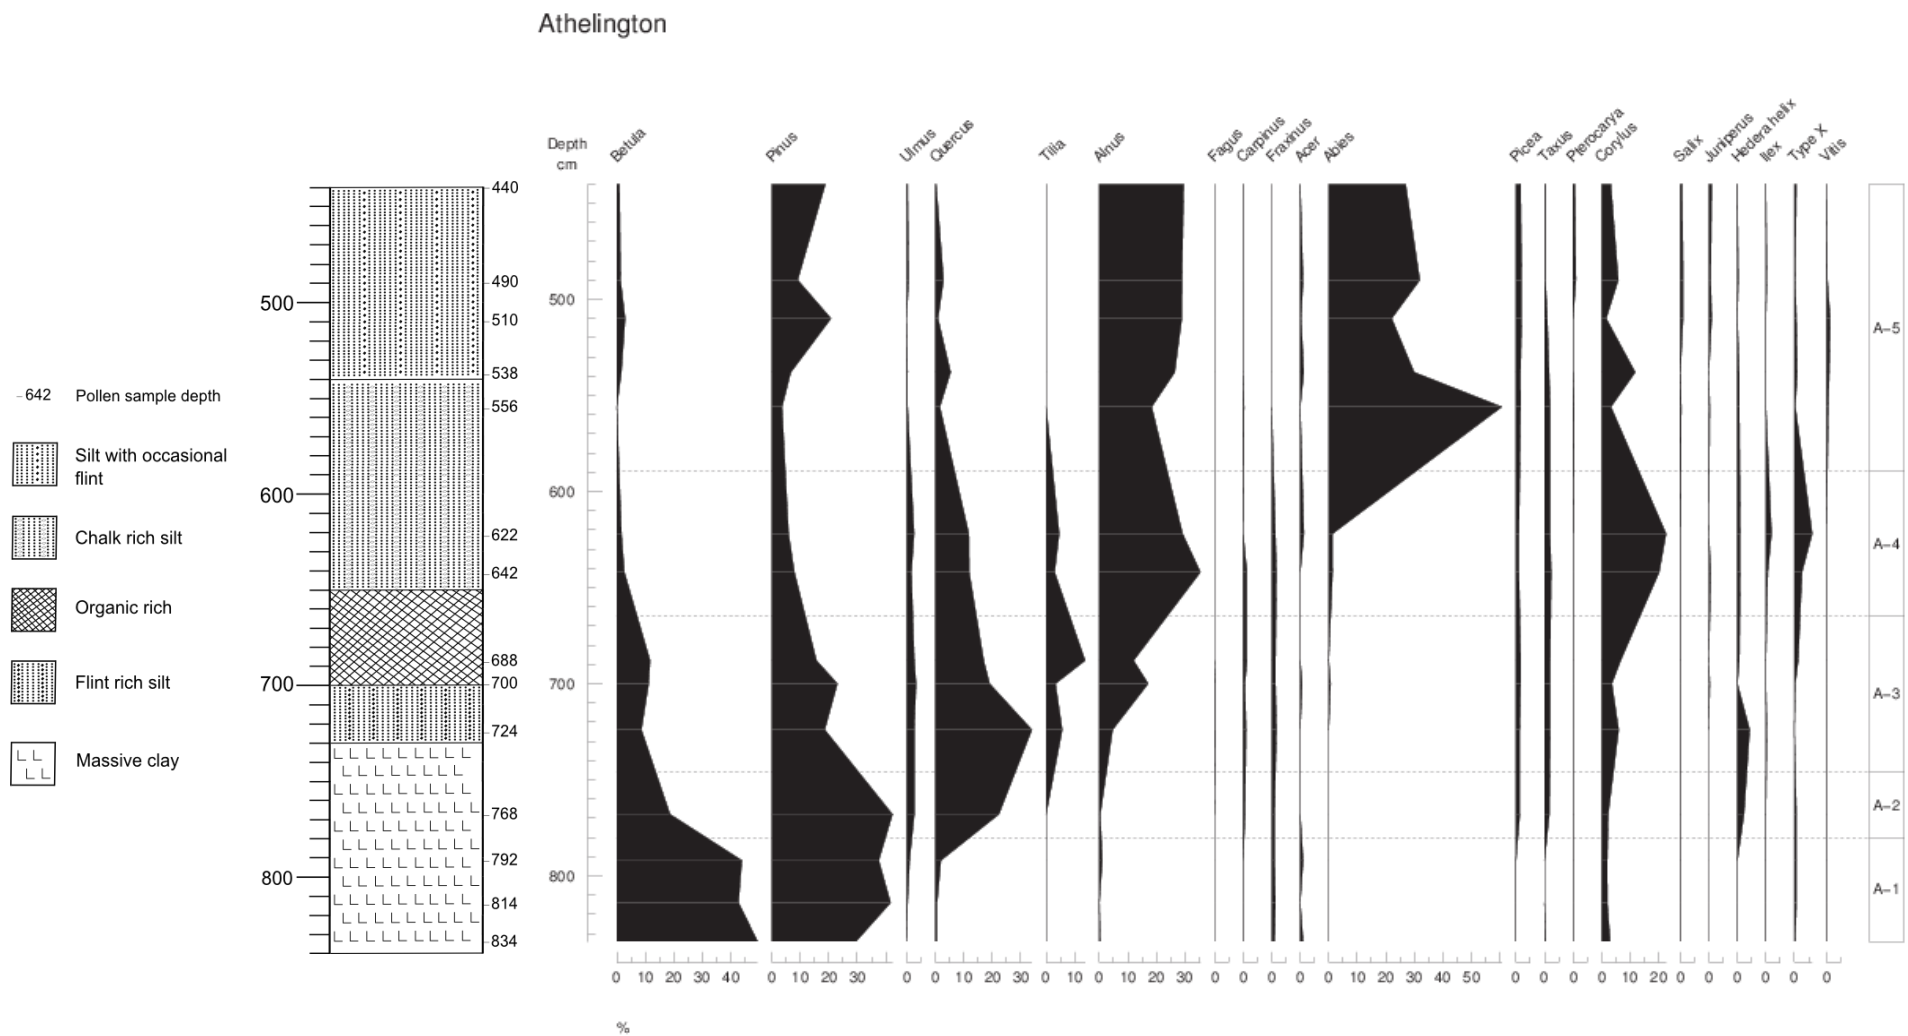 Athelington
Depth
cm
Betula
Pinus
Ulmus
Quercus
Tilia
Alnus
Fagus
Carpinus
Fraxinus
Acer
Abies
Picea
Taxus
Pterocarya
Corylus
Salix
Juniperus
Hedera helix
Ilex
Type X
Vitis
440
490
500
510
538
556
600
622
642
688
700
700
724
768
792
800
814
834
500
600
700
800
-642 Pollen sample depth
Silt with occasional
flint
Chalk rich silt
Organic rich
Flint rich silt
Massive clay
A-5
A-4
A-3
A-2
A-1
0 10 20 30 40 0 10 20 30 0 0 10 20 30 0 10 0 10 20 30 0 0 0 0 0 10 20 30 40 50 0 0 0 0 10 20 0 0 0 0 0 0
%